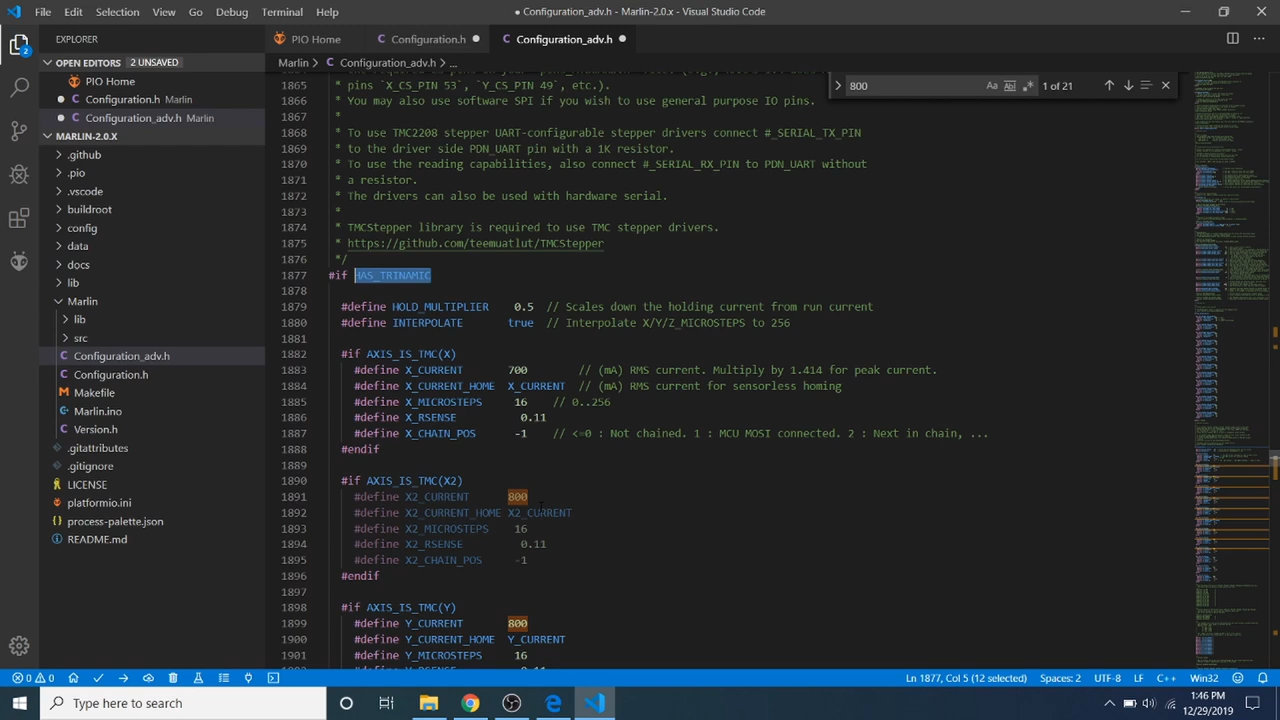 File Edit Selection View Go Debug Terminal Help
● Configuration_adv.h - Marlin-2.0.x - Visual Studio Code
EXPLORER
PIO Home
Configuration.h
Configuration_adv.h
OPEN EDITORS 2 UNSAVED
PIO Home
Configuration.h Marlin
Configuration_adv.h Marlin
MARLIN-2.0.X
.github
.vscode
buildroot
config
data
docs
lib
Marlin
lib
src
Configuration_adv.h
Configuration.h
Makefile
Marlin.ino
Version.h
.gitattributes
.gitignore
LICENSE
platformio.ini
process-palette.json
README.md
Marlin > Configuration_adv.h > ...
800 Aa Abl .* 1 of 21
1865 * pins `X_CS_PIN 53`, `Y_CS_PIN 49`, etc.).
1866 * You may also use software SPI if you wish to use general purpose IO pins.
1867 *
1868 * To use TMC2208 stepper UART-configurable stepper drivers connect #_SERIAL_TX_PIN
1869 * to the driver side PDN_UART pin with a 1K resistor.
1870 * To use the reading capabilities, also connect #_SERIAL_RX_PIN to PDN_UART without
1871 * a resistor.
1872 * The drivers can also be used with hardware serial.
1873 *
1874 * TMCStepper library is required to use TMC stepper drivers.
1875 * https://github.com/teemuatlut/TMCStepper
1876 */
1877 #if HAS_TRINAMIC
1878
1879 #define HOLD_MULTIPLIER 0.5 // Scales down the holding current from run current
1880 #define INTERPOLATE true // Interpolate X/Y/Z_MICROSTEPS to 256
1881
1882 #if AXIS_IS_TMC(X)
1883 #define X_CURRENT 700 // (mA) RMS current. Multiply by 1.414 for peak current.
1884 #define X_CURRENT_HOME X_CURRENT // (mA) RMS current for sensorless homing
1885 #define X_MICROSTEPS 16 // 0..256
1886 #define X_RSENSE 0.11
1887 #define X_CHAIN_POS -1 // <=0 : Not chained. 1 : MCU MOSI connected. 2 : Next in chain, ...
1888 #endif
1889
1890 #if AXIS_IS_TMC(X2)
1891 #define X2_CURRENT 800
1892 #define X2_CURRENT_HOME X2_CURRENT
1893 #define X2_MICROSTEPS 16
1894 #define X2_RSENSE 0.11
1895 #define X2_CHAIN_POS -1
1896 #endif
1897
1898 #if AXIS_IS_TMC(Y)
1899 #define Y_CURRENT 800
1900 #define Y_CURRENT_HOME Y_CURRENT
1901 #define Y_MICROSTEPS 16
0 0 Ln 1877, Col 5 (12 selected) Spaces: 2 UTF-8 LF C++ Win32
Type here to search
1:46 PM
12/29/2019